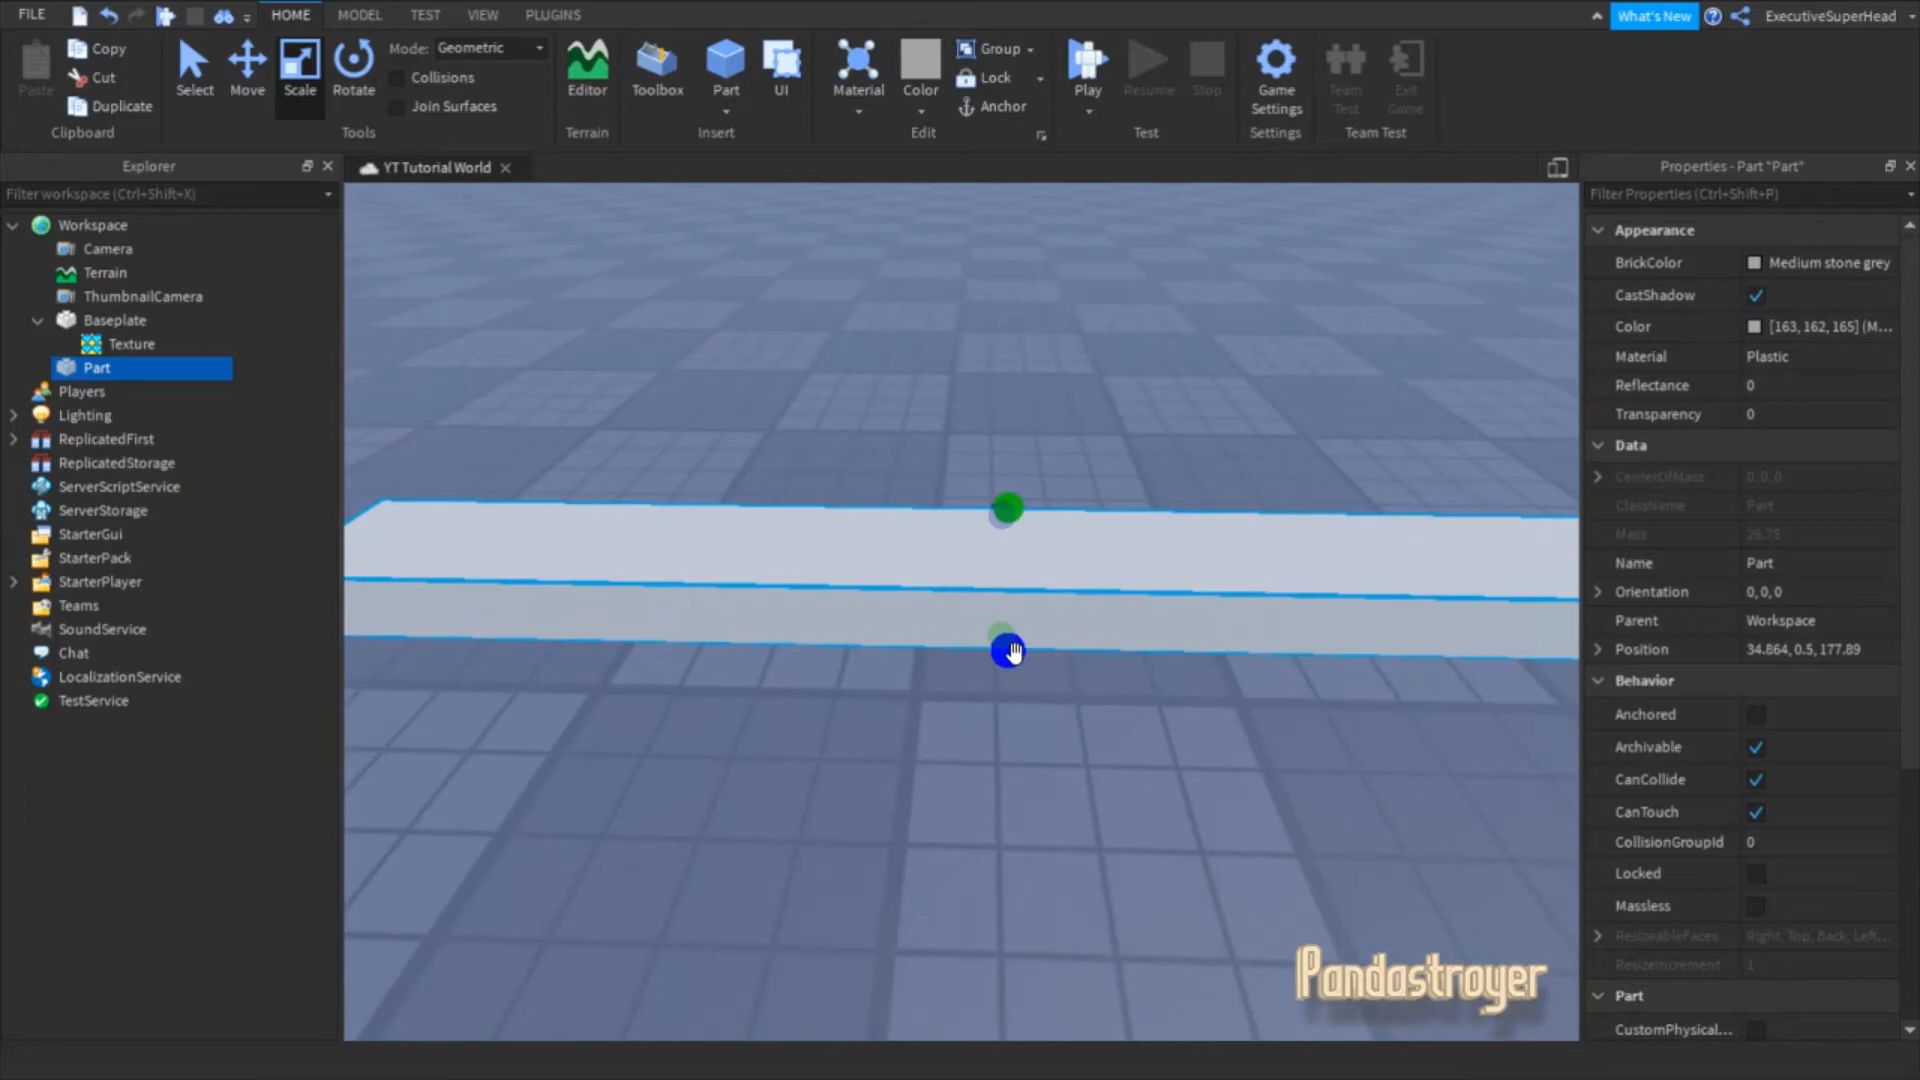 FILE
HOME
MODEL
TEST
VIEW
PLUGINS
What's New
ExecutiveSuperHead
Paste
Copy
Cut
Duplicate
Clipboard
Select
Move
Scale
Rotate
Mode: Geometric
Collisions
Join Surfaces
Tools
Editor
Terrain
Toolbox
Part
UI
Insert
Material
Color
Group
Lock
Anchor
Edit
Play
Resume
Stop
Test
Game
Settings
Settings
Team
Test
Exit
Game
Team Test
Explorer
YT Tutorial World
Properties - Part "Part"
Filter workspace (Ctrl+Shift+X)
Workspace
Camera
Terrain
ThumbnailCamera
Baseplate
Texture
Part
Players
Lighting
ReplicatedFirst
ReplicatedStorage
ServerScriptService
ServerStorage
StarterGui
StarterPack
StarterPlayer
Teams
SoundService
Chat
LocalizationService
TestService
Pandastroyer
Filter Properties (Ctrl+Shift+P)
Appearance
BrickColor Medium stone grey
CastShadow
Color [163, 162, 165] (M...
Material Plastic
Reflectance 0
Transparency 0
Data
CenterOfMass 0, 0, 0
ClassName Part
Mass 28.75
Name Part
Orientation 0, 0, 0
Parent Workspace
Position 34.864, 0.5, 177.89
Behavior
Anchored
Archivable
CanCollide
CanTouch
CollisionGroupId 0
Locked
Massless
ResizeableFaces Right, Top, Back, Left,...
ResizeIncrement 1
Part
CustomPhysical...